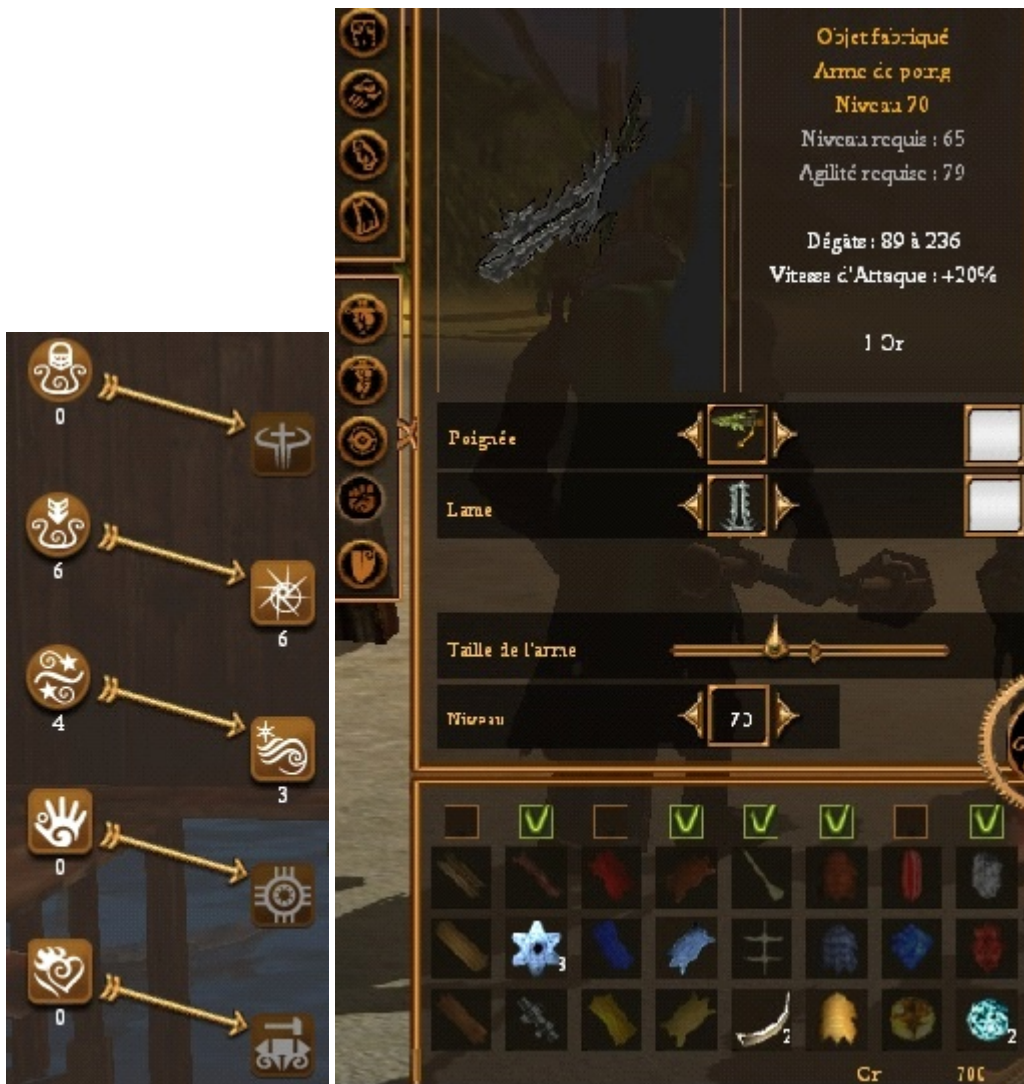 0
6
6
4
3
0
0
Objet fabriqué
Arme de poing
Niveau 70
Niveau requis : 65
Agilité requise : 79
Dégâts : 89 à 236
Vitesse d'Attaque : +20%
1 Or
Poignée
Lame
Taille de l'arme
Niveau 70
3
2 2
Or 700